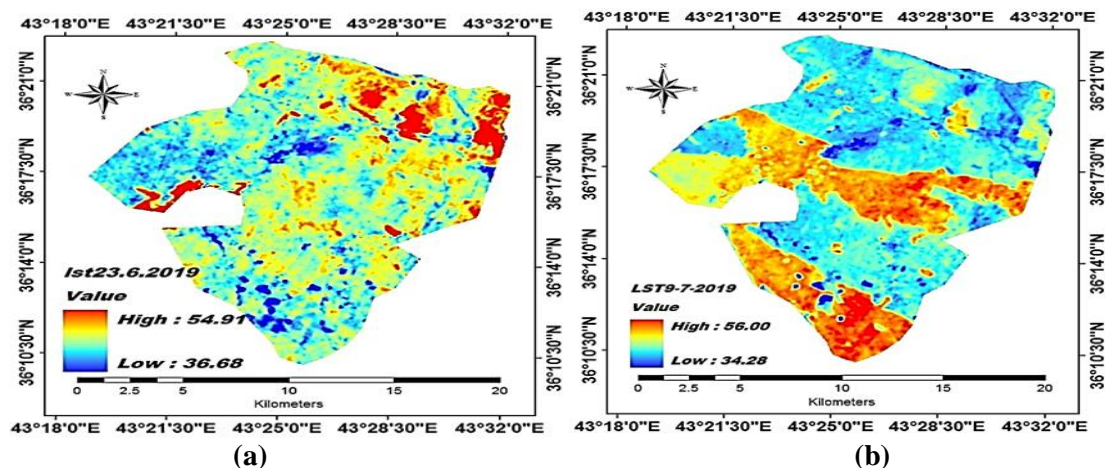 43°18'0"E 43°21'30"E 43°25'0"E 43°28'30"E 43°32'0"E
36°21'0"N 36°17'30"N 36°14'0"N 36°10'30"N
N
W E
S
36°21'0"N 36°17'30"N 36°14'0"N 36°10'30"N
lst23.6.2019
Value
High : 54.91
Low : 36.68
0 2.5 5 10 15 20
Kilometers
43°18'0"E 43°21'30"E 43°25'0"E 43°28'30"E 43°32'0"E
(a)
43°18'0"E 43°21'30"E 43°25'0"E 43°28'30"E 43°32'0"E
36°21'0"N 36°17'30"N 36°14'0"N 36°10'30"N
N
W E
S
36°21'0"N 36°17'30"N 36°14'0"N 36°10'30"N
LST9-7-2019
Value
High : 56.00
Low : 34.28
0 2.5 5 10 15 20
Kilometers
43°18'0"E 43°21'30"E 43°25'0"E 43°28'30"E 43°32'0"E
(b)